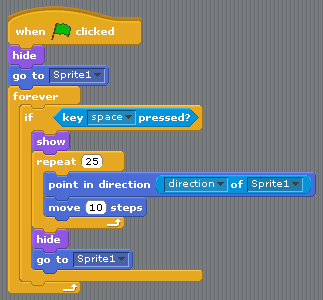 when clicked
hide
go to Sprite1
forever
if key space pressed?
show
repeat 25
point in direction direction of Sprite1
move 10 steps
hide
go to Sprite1